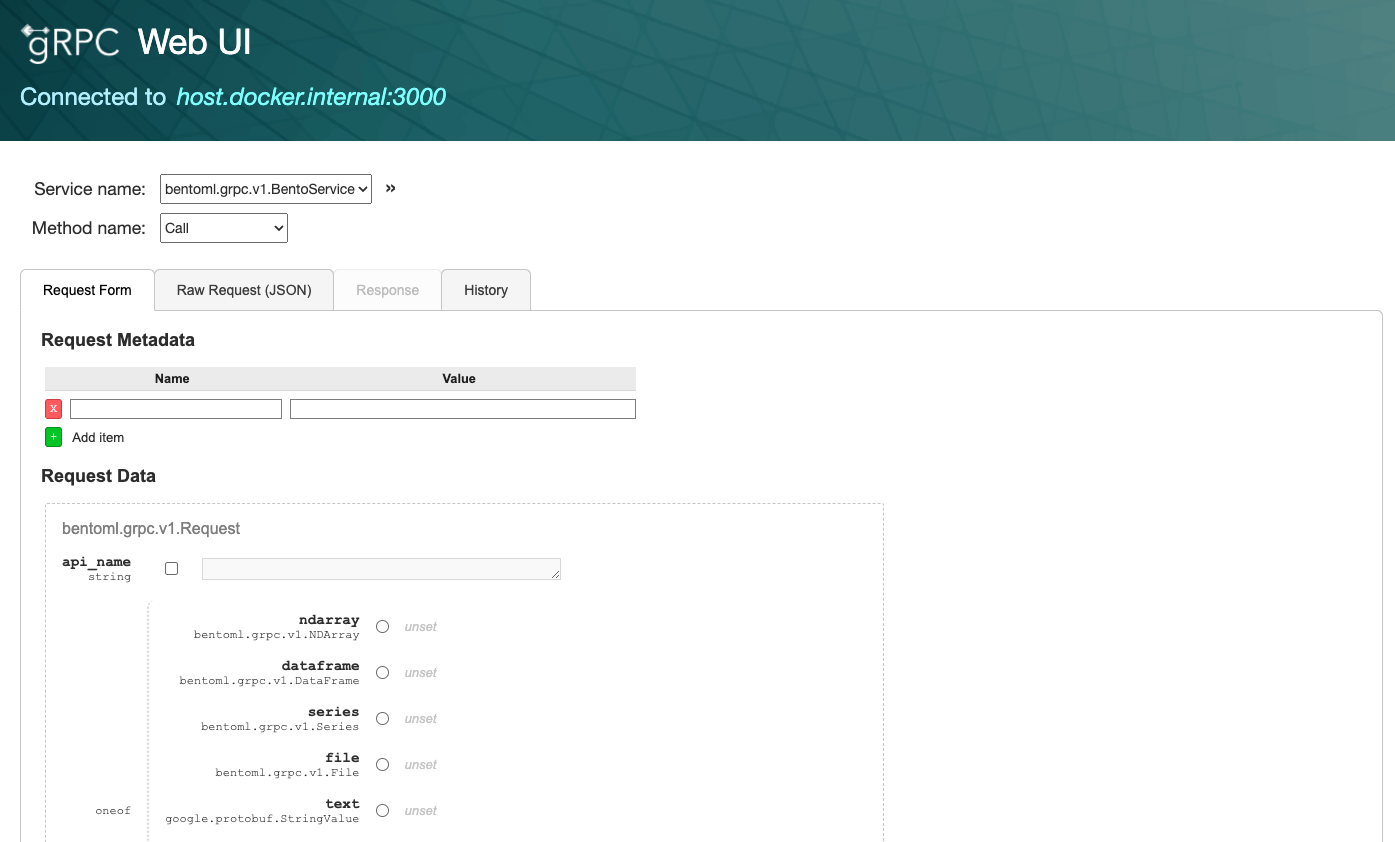 gRPC Web UI
Connected to host.docker.internal:3000
Service name: bentoml.grpc.v1.BentoService »
Method name: Call
Request Form Raw Request (JSON) Response History
Request Metadata
Name Value
x
+ Add item
Request Data
bentoml.grpc.v1.Request
api_name
string
ndarray
bentoml.grpc.v1.NDArray unset
dataframe
bentoml.grpc.v1.DataFrame unset
series
bentoml.grpc.v1.Series unset
file
bentoml.grpc.v1.File unset
oneof text
google.protobuf.StringValue unset